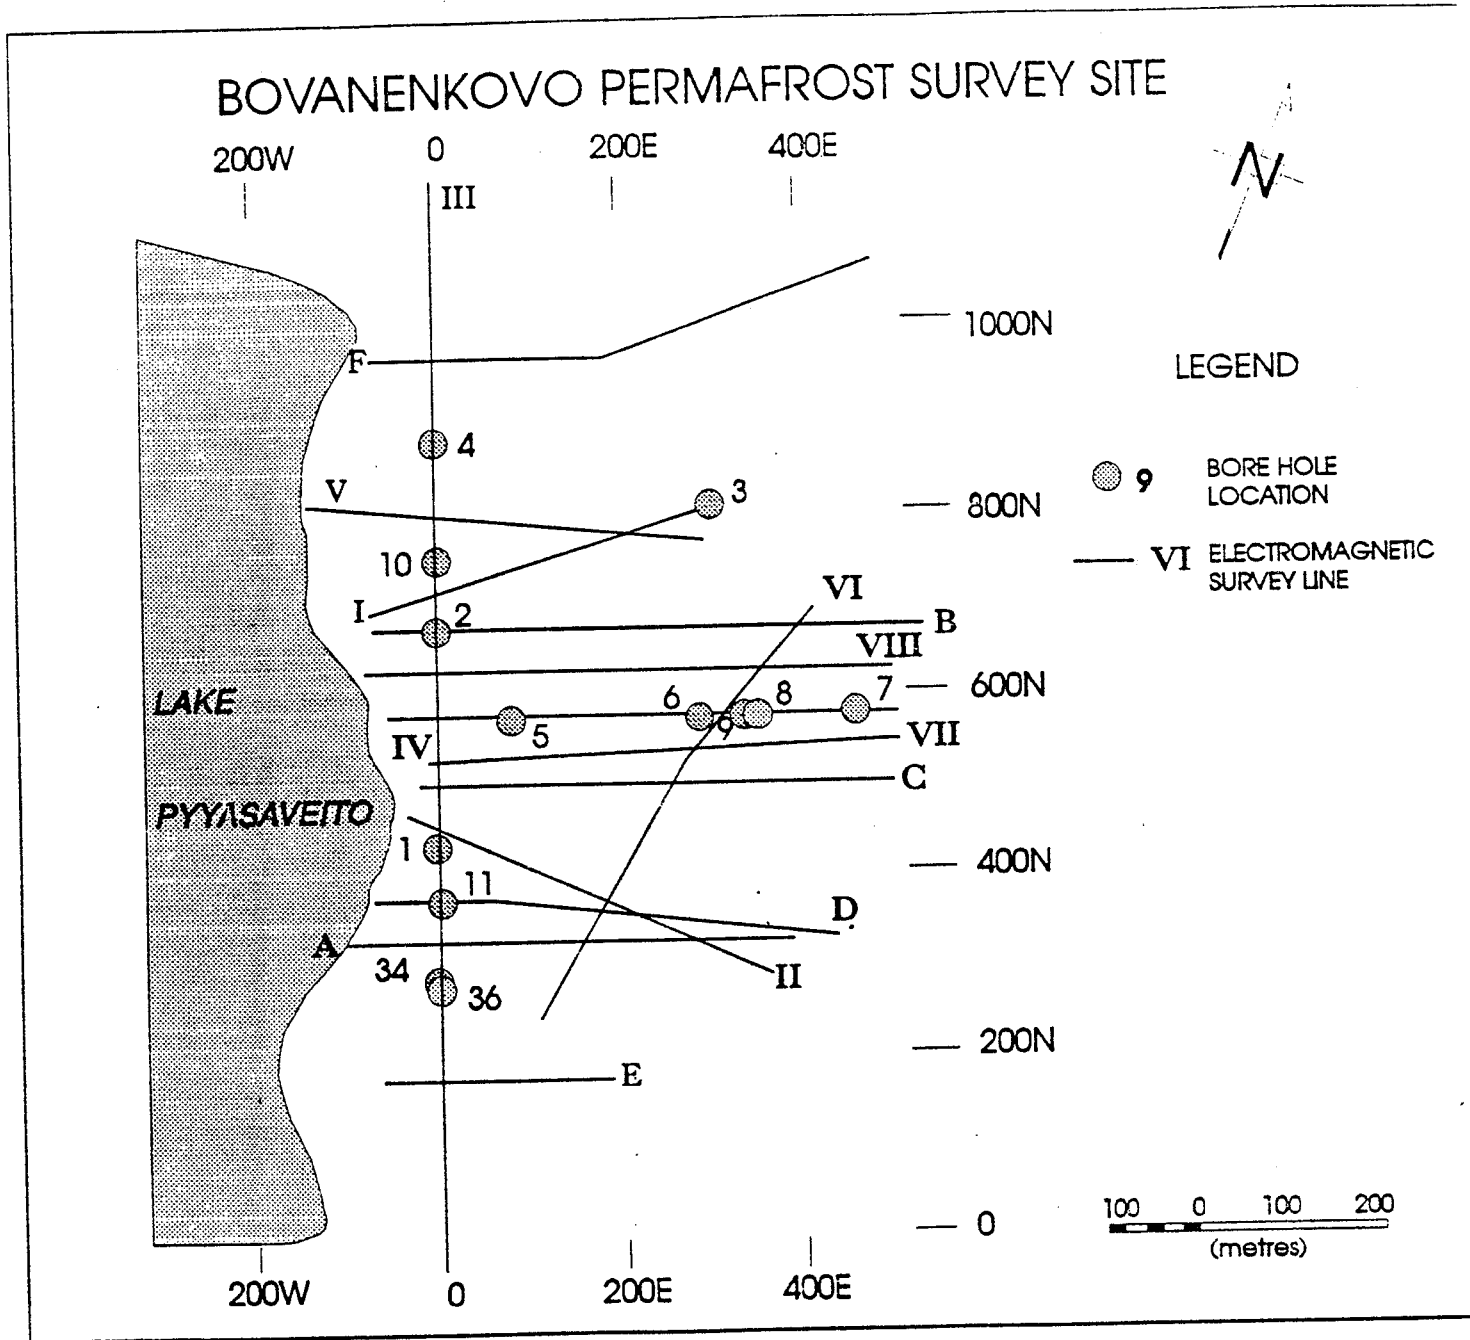 BOVANENKOVO PERMAFROST SURVEY SITE
200W 0 200E 400E
III
N
1000N
F
LEGEND
4
3
V
9 BORE HOLE
LOCATION
800N
10
VI ELECTROMAGNETIC
SURVEY LINE
I
2
VI
B
VIII
LAKE
600N
6
8
7
9
5
IV
VII
C
PYYASAVEITO
1
400N
11
D
A
34
II
36
200N
E
100 0 100 200
0
(metres)
200W 0 200E 400E